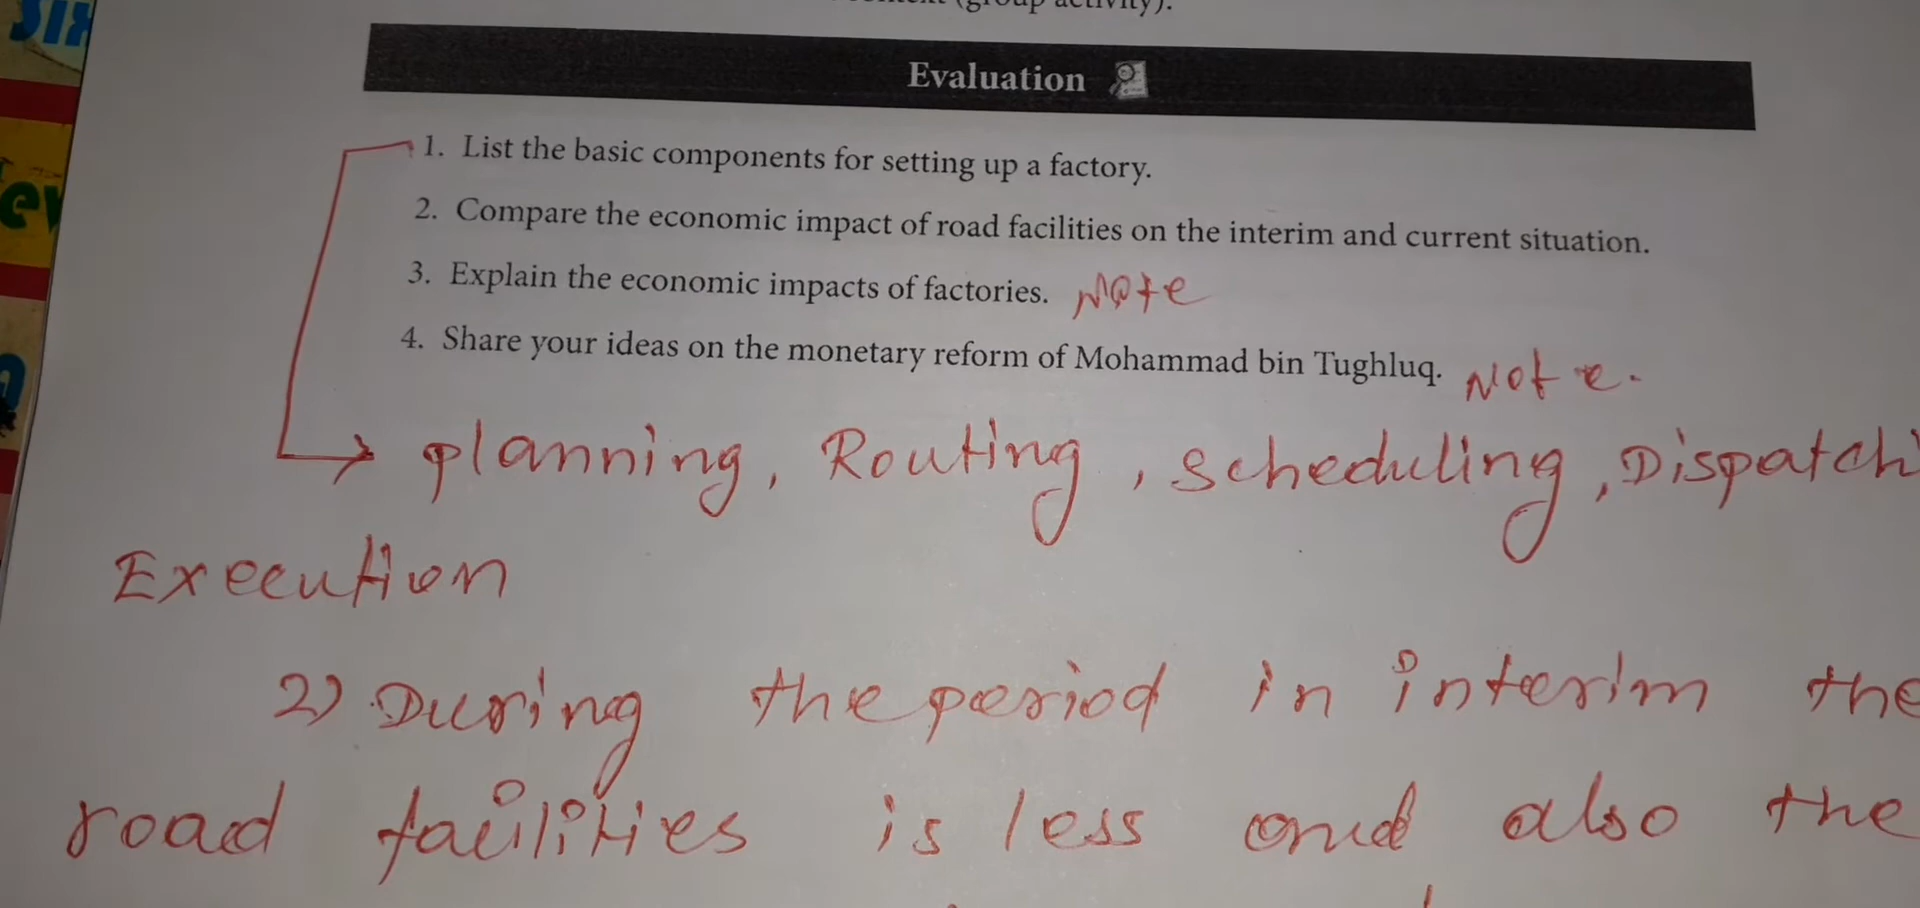 (group activity).
Evaluation
1. List the basic components for setting up a factory.
2. Compare the economic impact of road facilities on the interim and current situation.
3. Explain the economic impacts of factories. Note
4. Share your ideas on the monetary reform of Mohammad bin Tughluq. Note.
planning, Routing, scheduling, Dispatch
Execution
2) During the period in interim the
road facilities is less and also the